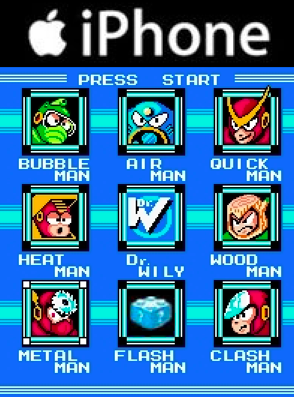 iPhone
PRESS START
BUBBLE MAN
AIR MAN
QUICK MAN
HEAT MAN
Dr. W
Dr. WILY
WOOD MAN
METAL MAN
FLASH MAN
CLASH MAN